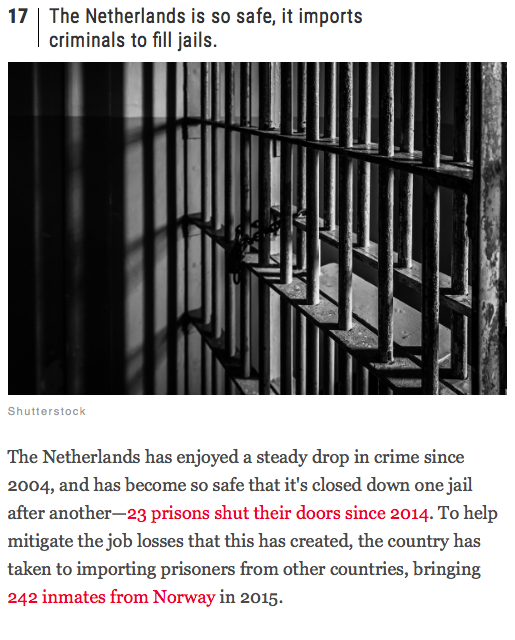 17 The Netherlands is so safe, it imports
criminals to fill jails.
Shutterstock
The Netherlands has enjoyed a steady drop in crime since
2004, and has become so safe that it's closed down one jail
after another—23 prisons shut their doors since 2014. To help
mitigate the job losses that this has created, the country has
taken to importing prisoners from other countries, bringing
242 inmates from Norway in 2015.